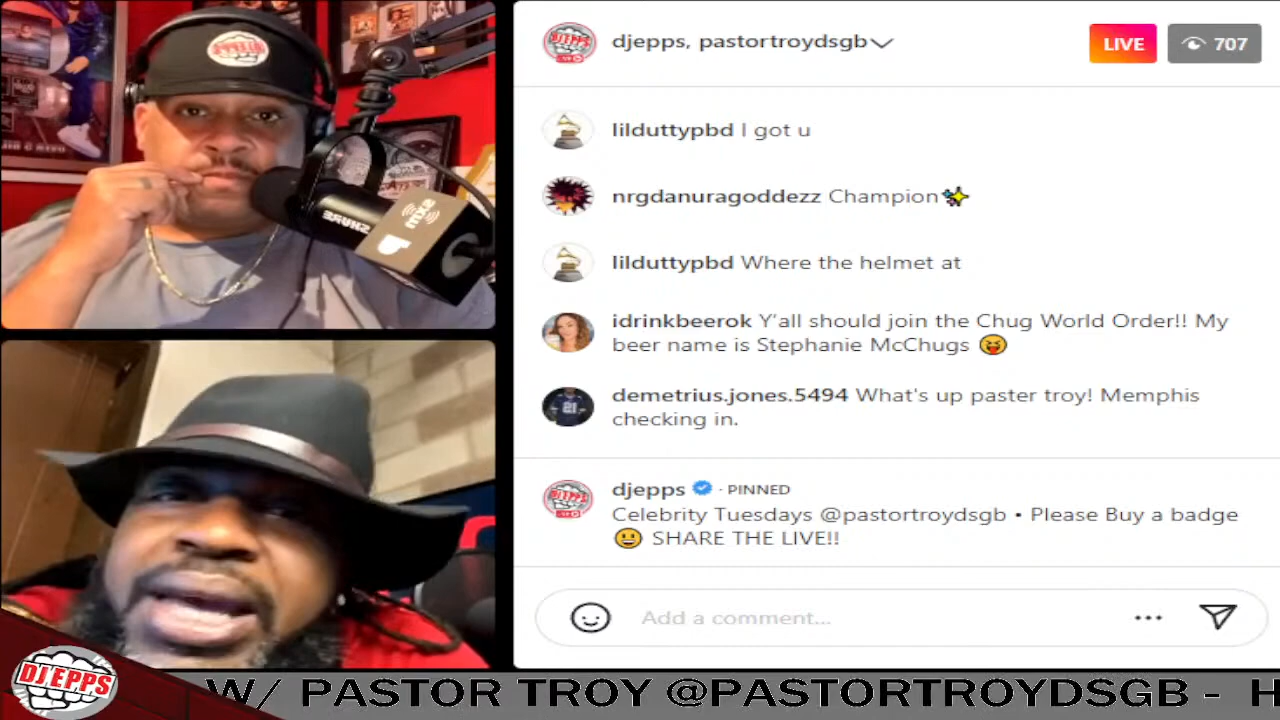 djepps, pastortroydsgb
LIVE
707
lilduttypbd I got u
nrgdanuragoddezz Champion✨
lilduttypbd Where the helmet at
idrinkbeerok Y'all should join the Chug World Order!! My
beer name is Stephanie McChugs 😝
demetrius.jones.5494 What's up paster troy! Memphis
checking in.
djepps · PINNED
Celebrity Tuesdays @pastortroydsgb • Please Buy a badge
😀 SHARE THE LIVE!!
Add a comment...
SHURE
mxe
DJ EPPS
W/ PASTOR TROY @PASTORTROYDSGB - H